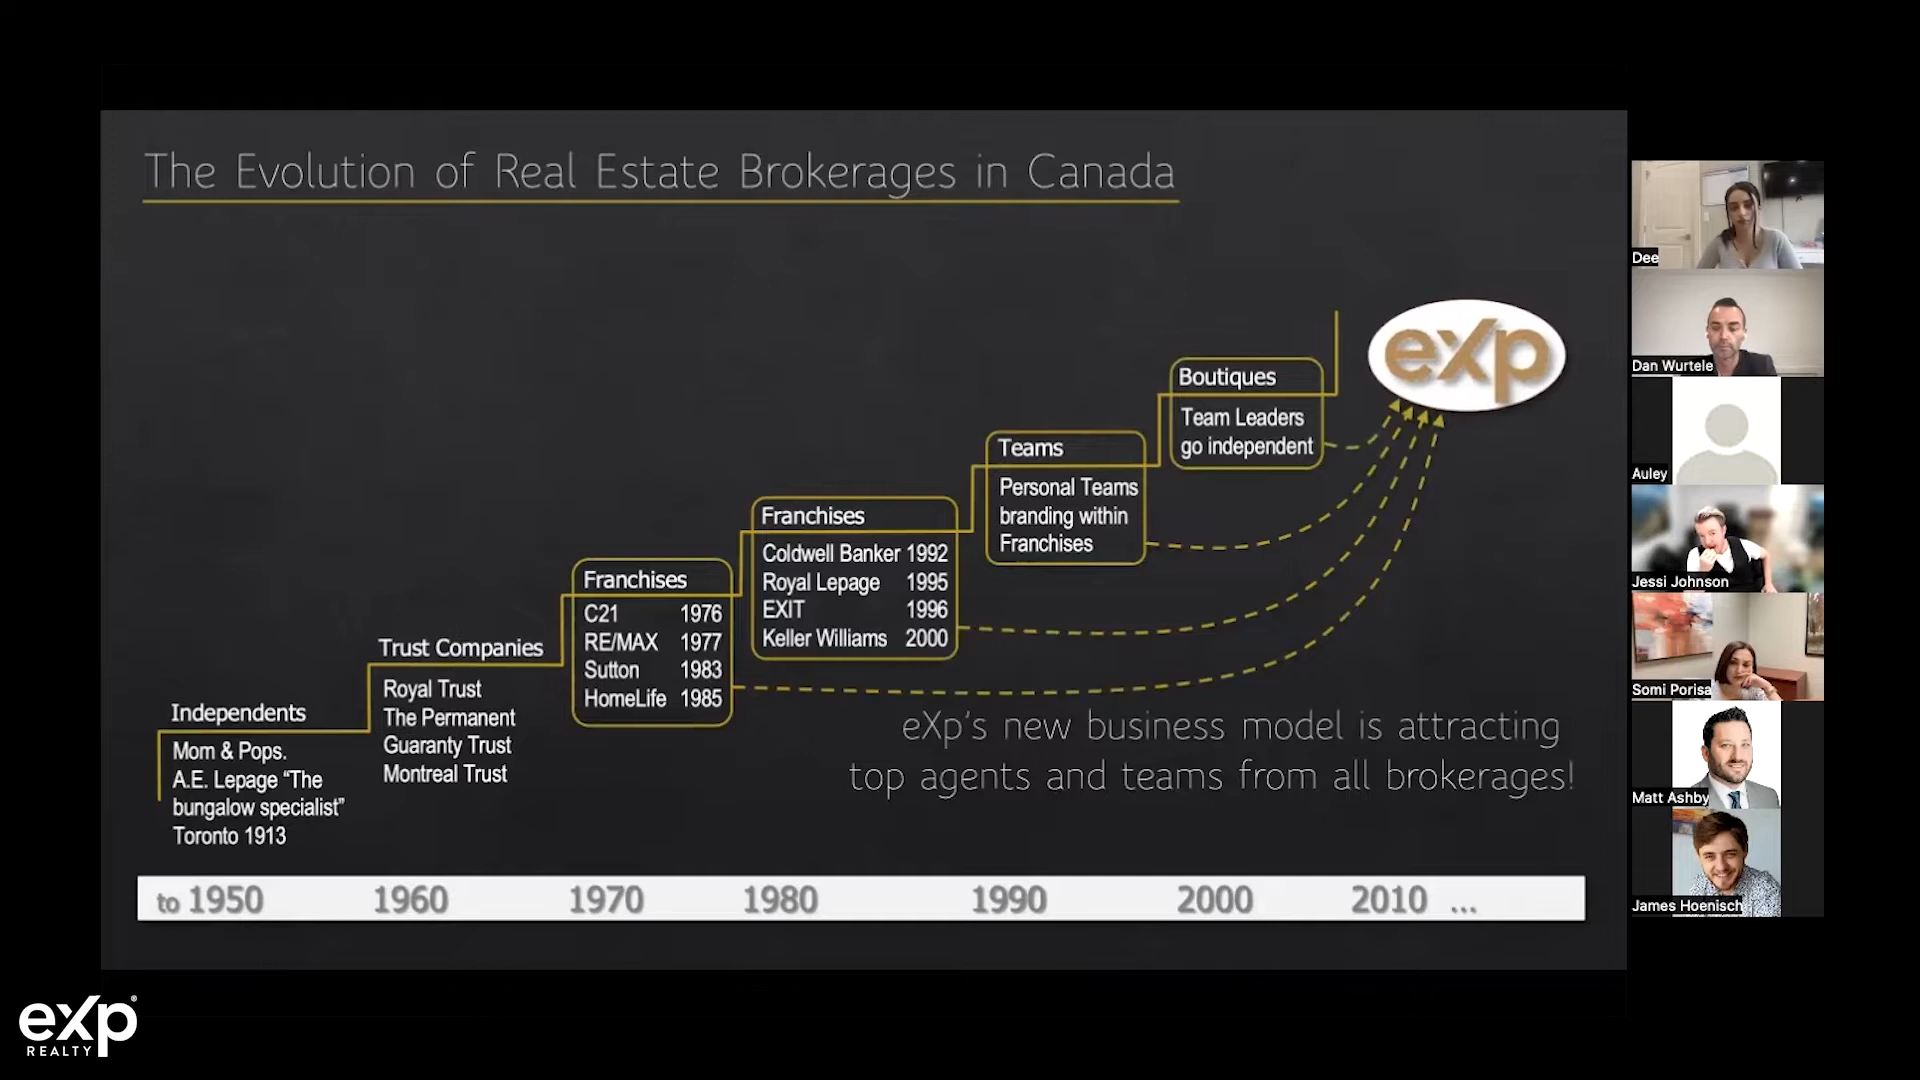 The Evolution of Real Estate Brokerages in Canada
Independents
Mom & Pops.
A.E. Lepage “The
bungalow specialist”
Toronto 1913
Trust Companies
Royal Trust
The Permanent
Guaranty Trust
Montreal Trust
Franchises
C21 1976
RE/MAX 1977
Sutton 1983
HomeLife 1985
Franchises
Coldwell Banker 1992
Royal Lepage 1995
EXIT 1996
Keller Williams 2000
Teams
Personal Teams
branding within
Franchises
Boutiques
Team Leaders
go independent
eXp
eXp’s new business model is attracting
top agents and teams from all brokerages!
to 1950 1960 1970 1980 1990 2000 2010 ...
Dee
Dan Wurtele
Auley
Jessi Johnson
Somi Porisa
Matt Ashby
James Hoenisch
eXp®
REALTY